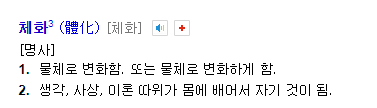 체화³ (體化) [체화]
[명사]
1. 물체로 변화함. 또는 물체로 변화하게 함.
2. 생각, 사상, 이론 따위가 몸에 배어서 자기 것이 됨.